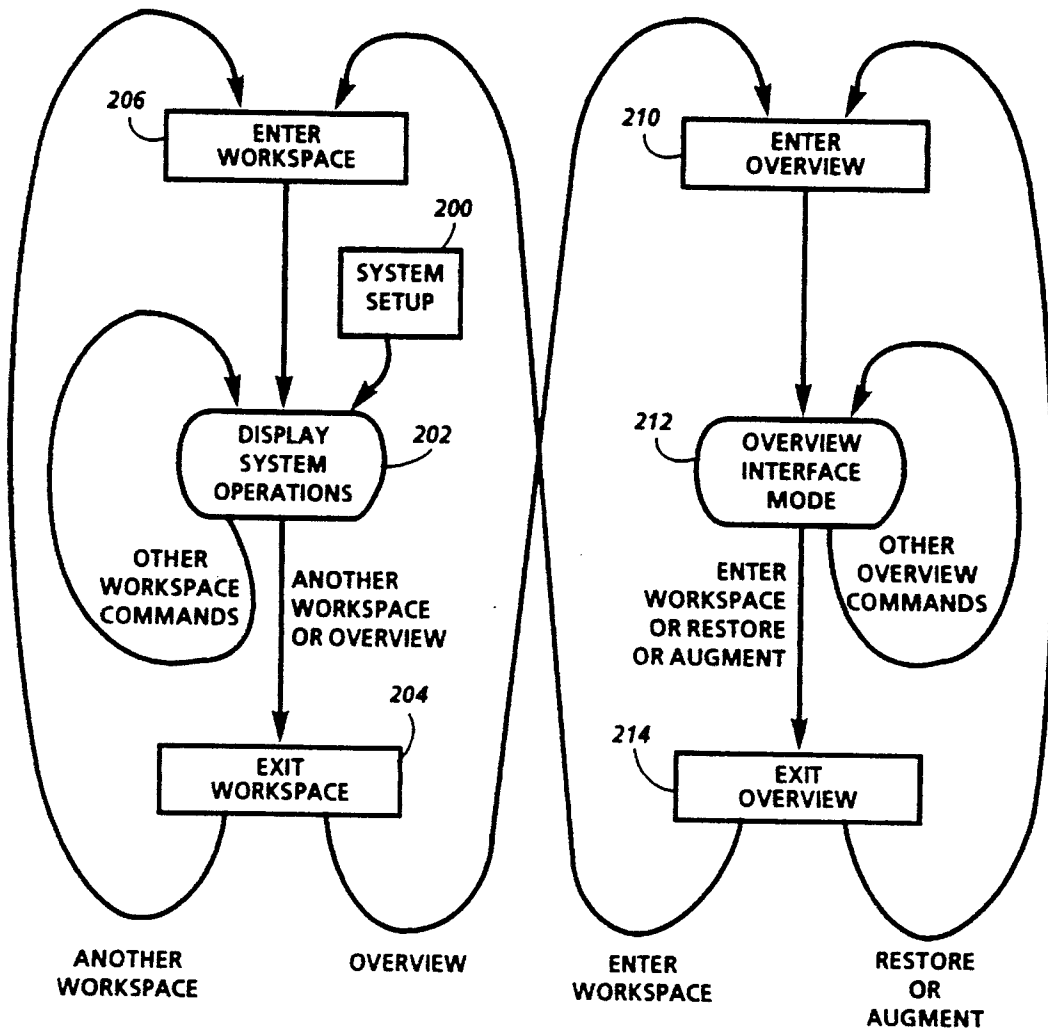 206
ENTER
WORKSPACE
210
ENTER
OVERVIEW
200
SYSTEM
SETUP
DISPLAY
SYSTEM
OPERATIONS
202
212
OVERVIEW
INTERFACE
MODE
OTHER
WORKSPACE
COMMANDS
ANOTHER
WORKSPACE
OR OVERVIEW
ENTER
WORKSPACE
OR RESTORE
OR AUGMENT
OTHER
OVERVIEW
COMMANDS
204
EXIT
WORKSPACE
214
EXIT
OVERVIEW
ANOTHER
WORKSPACE
OVERVIEW
ENTER
WORKSPACE
RESTORE
OR
AUGMENT